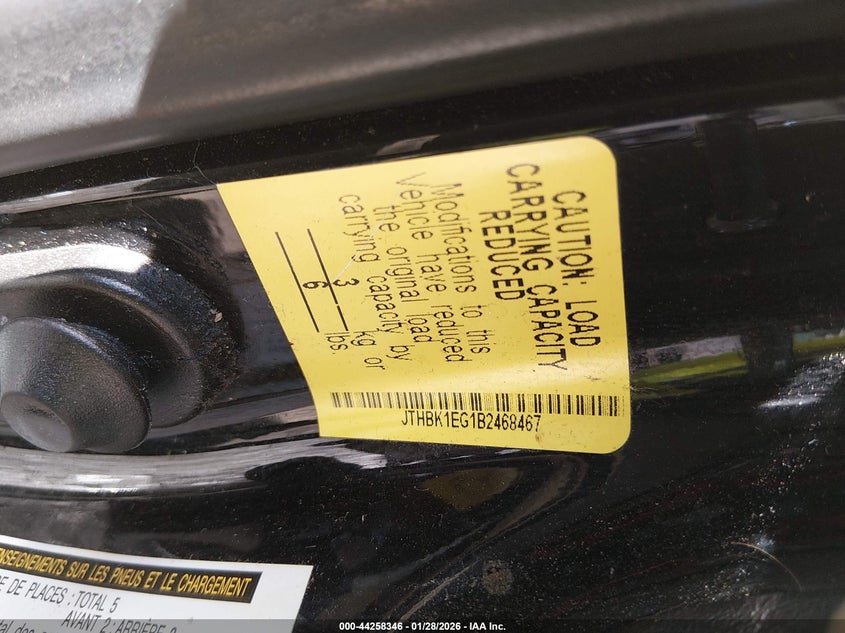 CAUTION: LOAD
CARRYING CAPACITY
REDUCED
Modifications to this
Vehicle have reduced
the original load
carrying capacity by
3 kg or
6 lbs.
JTHBK1EG1B2468467
ENSEIGNEMENTS SUR LES PNEUS ET LE CHARGEMENT
DE PLACES : TOTAL 5
AVANT 2 : ARRIÈRE
000-44258346 - 01/28/2026 - IAA Inc.